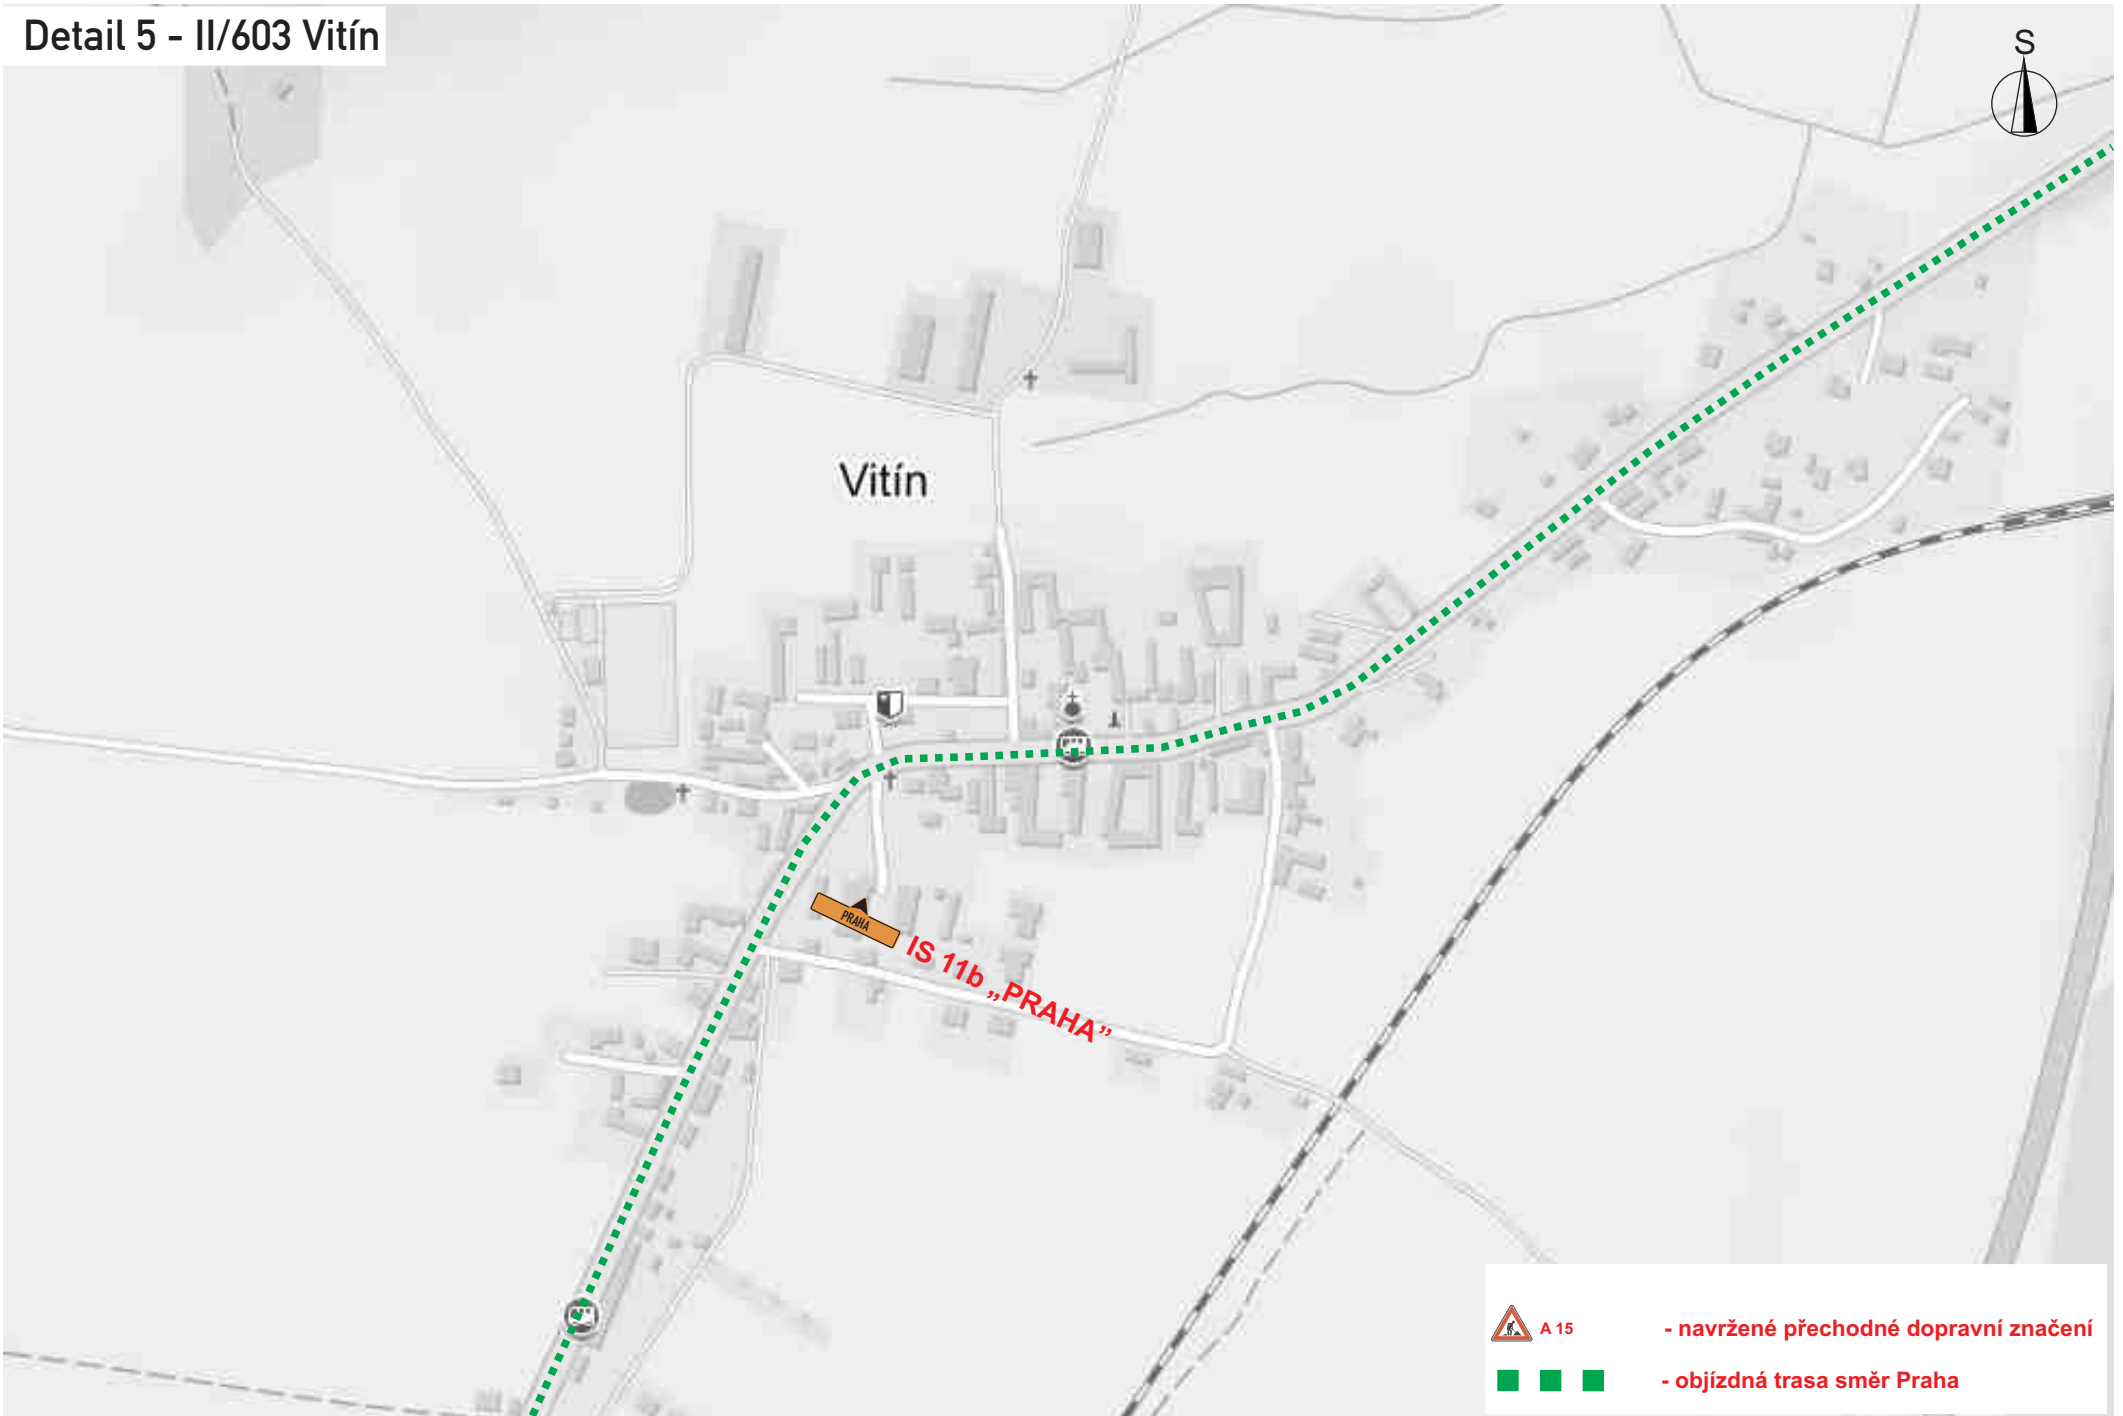 Detail 5 - II/603 Vitín
S
Vitín
PRAHA
IS 11b „PRAHA”
A 15 - navržené přechodné dopravní značení
- objízdná trasa směr Praha